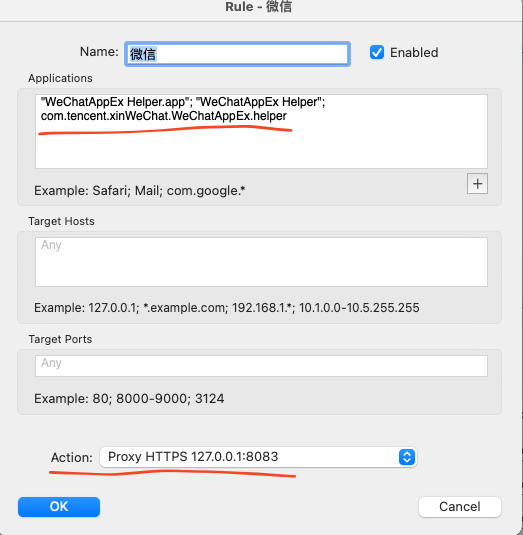 Rule - 微信
Name: 微信 Enabled
Applications
"WeChatAppEx Helper.app"; "WeChatAppEx Helper";
com.tencent.xinWeChat.WeChatAppEx.helper
+
Example: Safari; Mail; com.google.*
Target Hosts
Any
Example: 127.0.0.1; *.example.com; 192.168.1.*; 10.1.0.0-10.5.255.255
Target Ports
Any
Example: 80; 8000-9000; 3124
Action: Proxy HTTPS 127.0.0.1:8083
OK Cancel